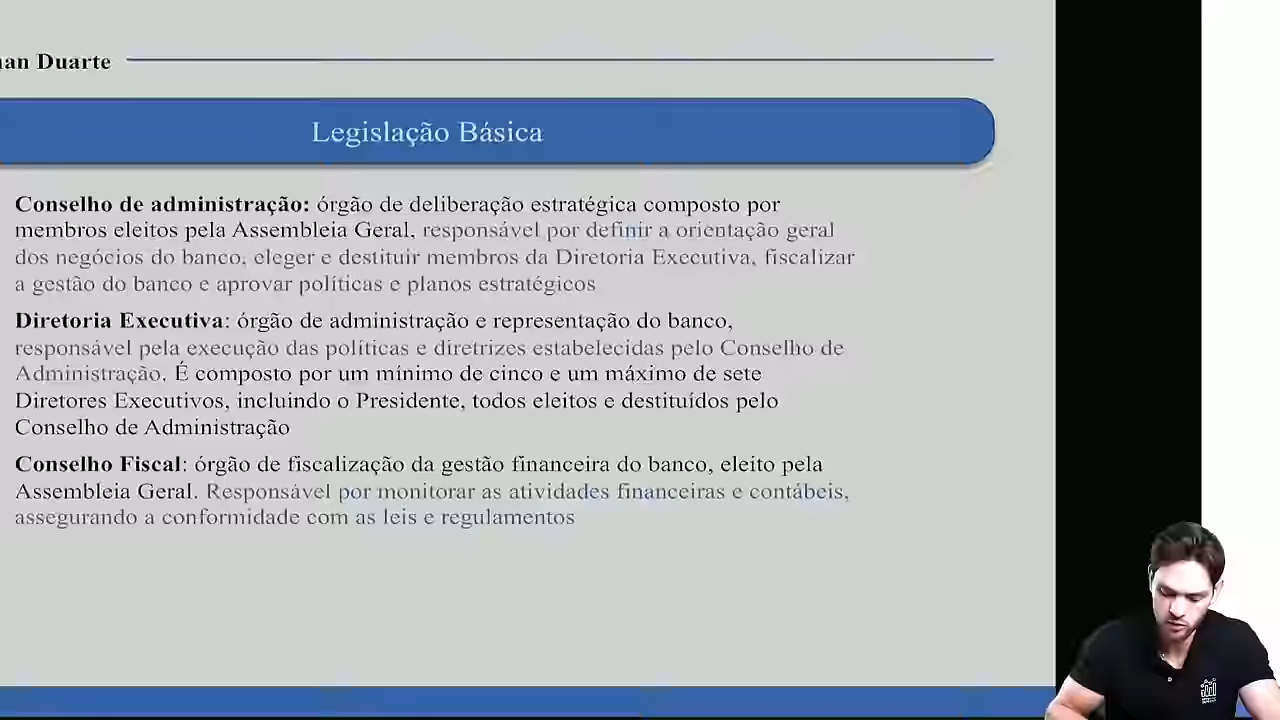 Duarte
Legislação Básica
Conselho de administração: órgão de deliberação estratégica composto por
membros eleitos pela Assembleia Geral, responsável por definir a orientação geral
dos negócios do banco, eleger e destituir membros da Diretoria Executiva, fiscalizar
a gestão do banco e aprovar políticas e planos estratégicos
Diretoria Executiva: órgão de administração e representação do banco,
responsável pela execução das políticas e diretrizes estabelecidas pelo Conselho de
Administração. É composto por um mínimo de cinco e um máximo de sete
Diretores Executivos, incluindo o Presidente, todos eleitos e destituídos pelo
Conselho de Administração
Conselho Fiscal: órgão de fiscalização da gestão financeira do banco, eleito pela
Assembleia Geral. Responsável por monitorar as atividades financeiras e contábeis,
assegurando a conformidade com as leis e regulamentos